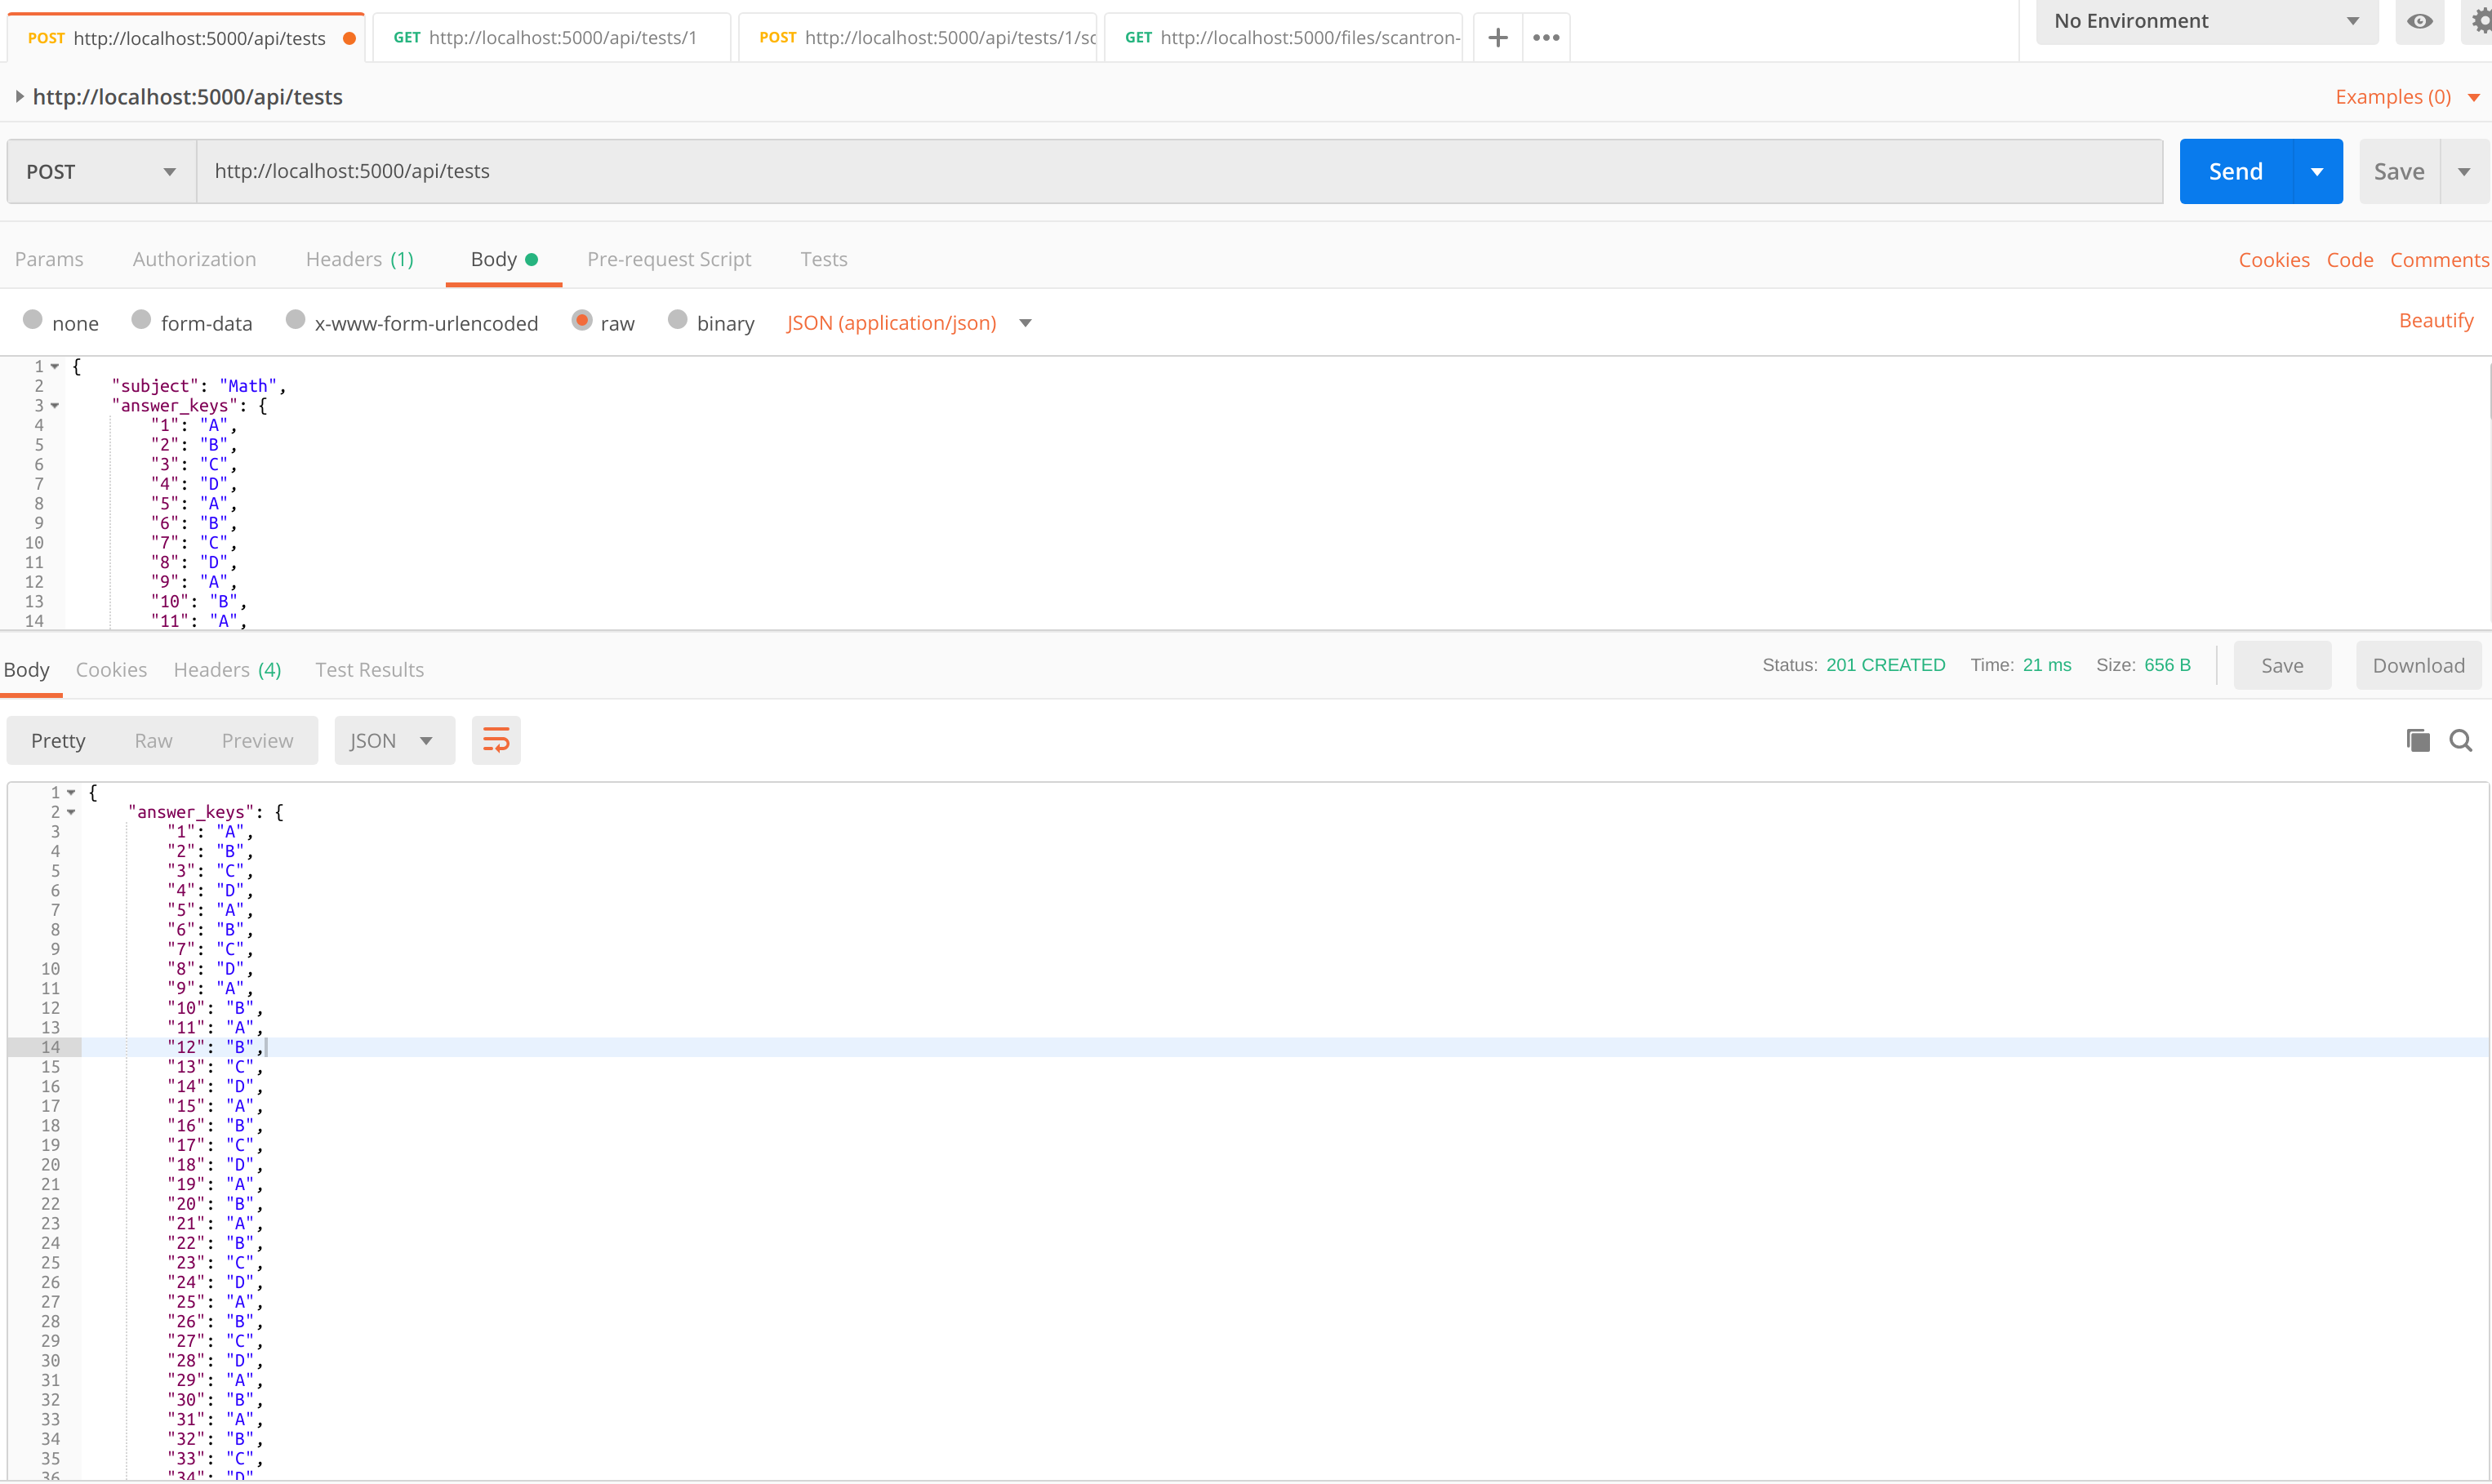 POST http://localhost:5000/api/tests GET http://localhost:5000/api/tests/1 POST http://localhost:5000/api/tests/1/sc GET http://localhost:5000/files/scantron- No Environment
http://localhost:5000/api/tests Examples (0)
POST http://localhost:5000/api/tests Send Save
Params Authorization Headers (1) Body Pre-request Script Tests Cookies Code Comments
none form-data x-www-form-urlencoded raw binary JSON (application/json) Beautify
1 {
2 "subject": "Math",
3 "answer_keys": {
4 "1": "A",
5 "2": "B",
6 "3": "C",
7 "4": "D",
8 "5": "A",
9 "6": "B",
10 "7": "C",
11 "8": "D",
12 "9": "A",
13 "10": "B",
14 "11": "A",
Body Cookies Headers (4) Test Results Status: 201 CREATED Time: 21 ms Size: 656 B Save Download
Pretty Raw Preview JSON
1 {
2 "answer_keys": {
3 "1": "A",
4 "2": "B",
5 "3": "C",
6 "4": "D",
7 "5": "A",
8 "6": "B",
9 "7": "C",
10 "8": "D",
11 "9": "A",
12 "10": "B",
13 "11": "A",
14 "12": "B",
15 "13": "C",
16 "14": "D",
17 "15": "A",
18 "16": "B",
19 "17": "C",
20 "18": "D",
21 "19": "A",
22 "20": "B",
23 "21": "A",
24 "22": "B",
25 "23": "C",
26 "24": "D",
27 "25": "A",
28 "26": "B",
29 "27": "C",
30 "28": "D",
31 "29": "A",
32 "30": "B",
33 "31": "A",
34 "32": "B",
35 "33": "C",
36 "34": "D"